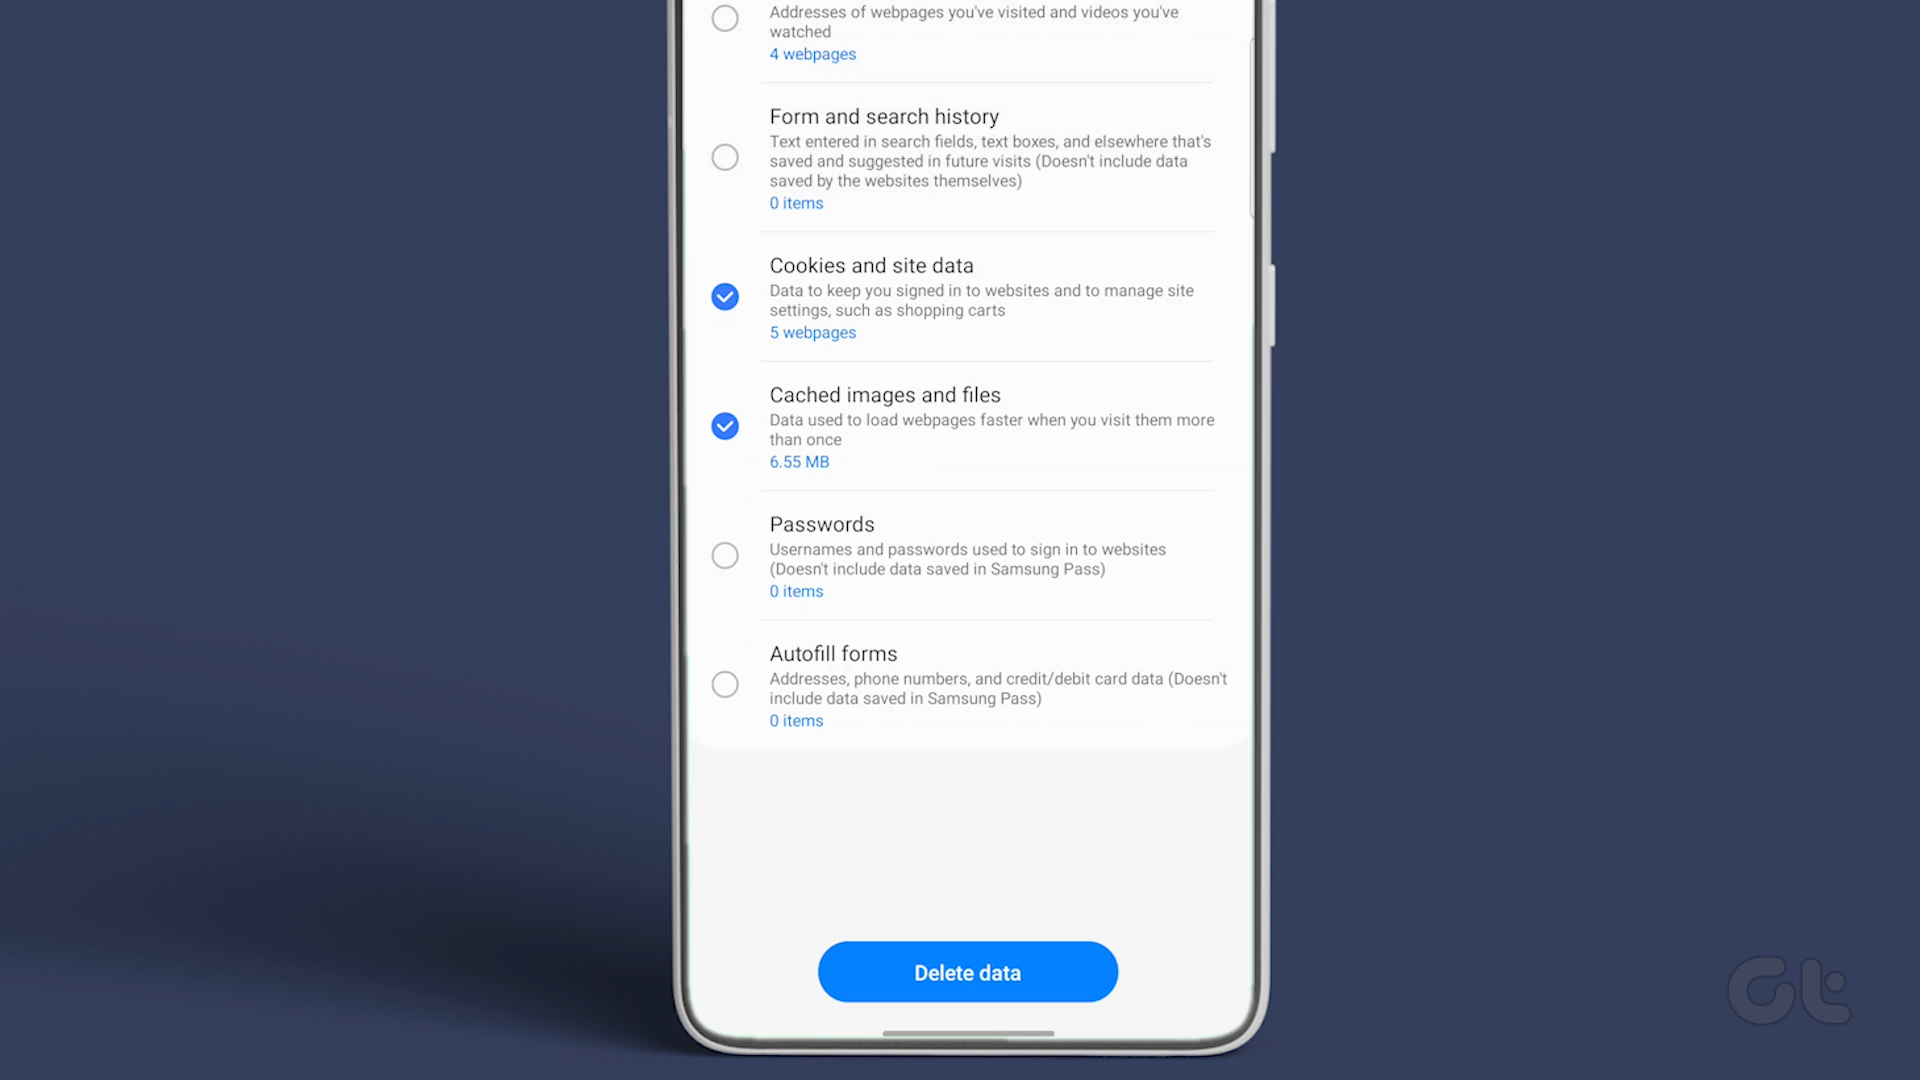 Addresses of webpages you've visited and videos you've
watched
4 webpages
Form and search history
Text entered in search fields, text boxes, and elsewhere that's
saved and suggested in future visits (Doesn't include data
saved by the websites themselves)
0 items
Cookies and site data
Data to keep you signed in to websites and to manage site
settings, such as shopping carts
5 webpages
Cached images and files
Data used to load webpages faster when you visit them more
than once
6.55 MB
Passwords
Usernames and passwords used to sign in to websites
(Doesn't include data saved in Samsung Pass)
0 items
Autofill forms
Addresses, phone numbers, and credit/debit card data (Doesn't
include data saved in Samsung Pass)
0 items
Delete data
Gt